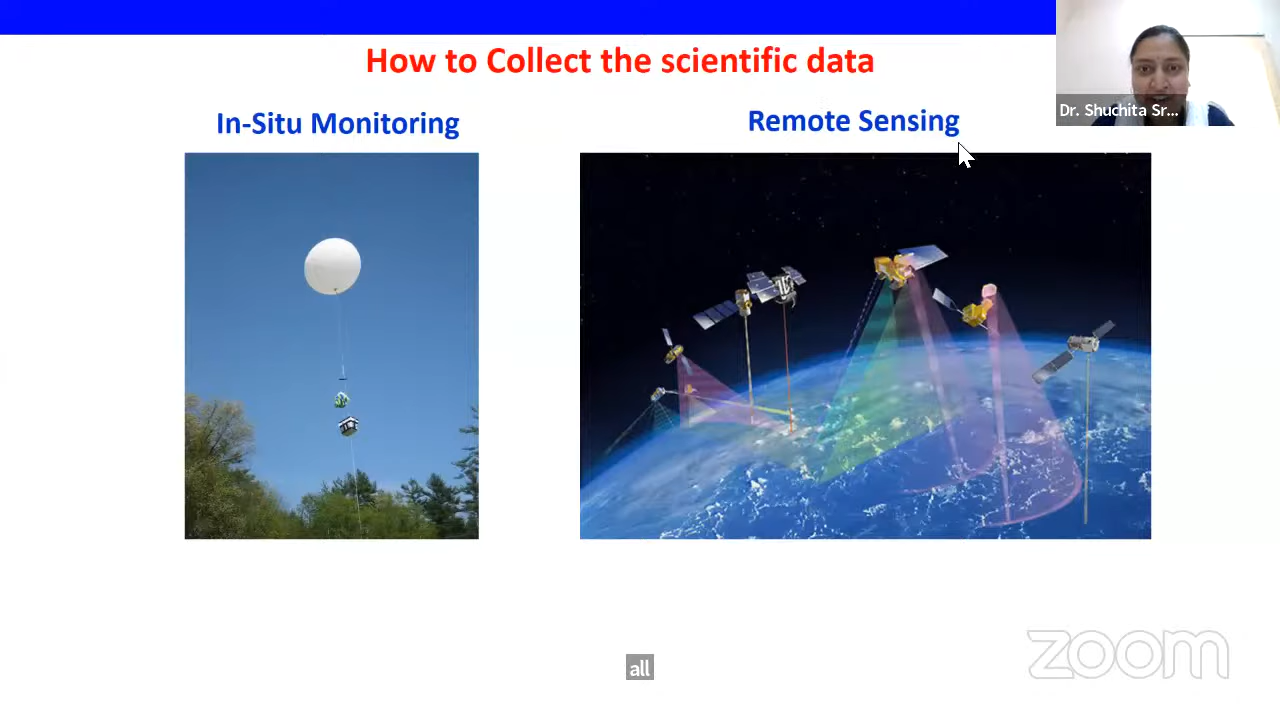 How to Collect the scientific data
In-Situ Monitoring
Remote Sensing
Dr. Shuchita Sr...
all
zoom